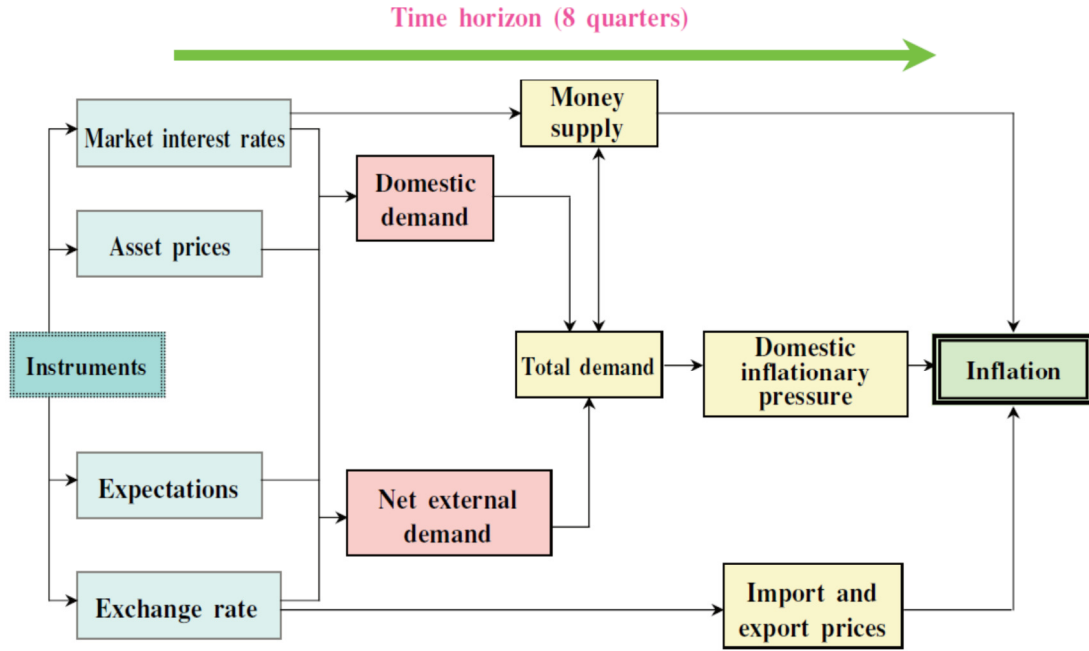 Time horizon (8 quarters)
Market interest rates
Money
supply
Domestic
demand
Asset prices
Instruments
Total demand
Domestic
inflationary
pressure
Inflation
Expectations
Net external
demand
Exchange rate
Import and
export prices